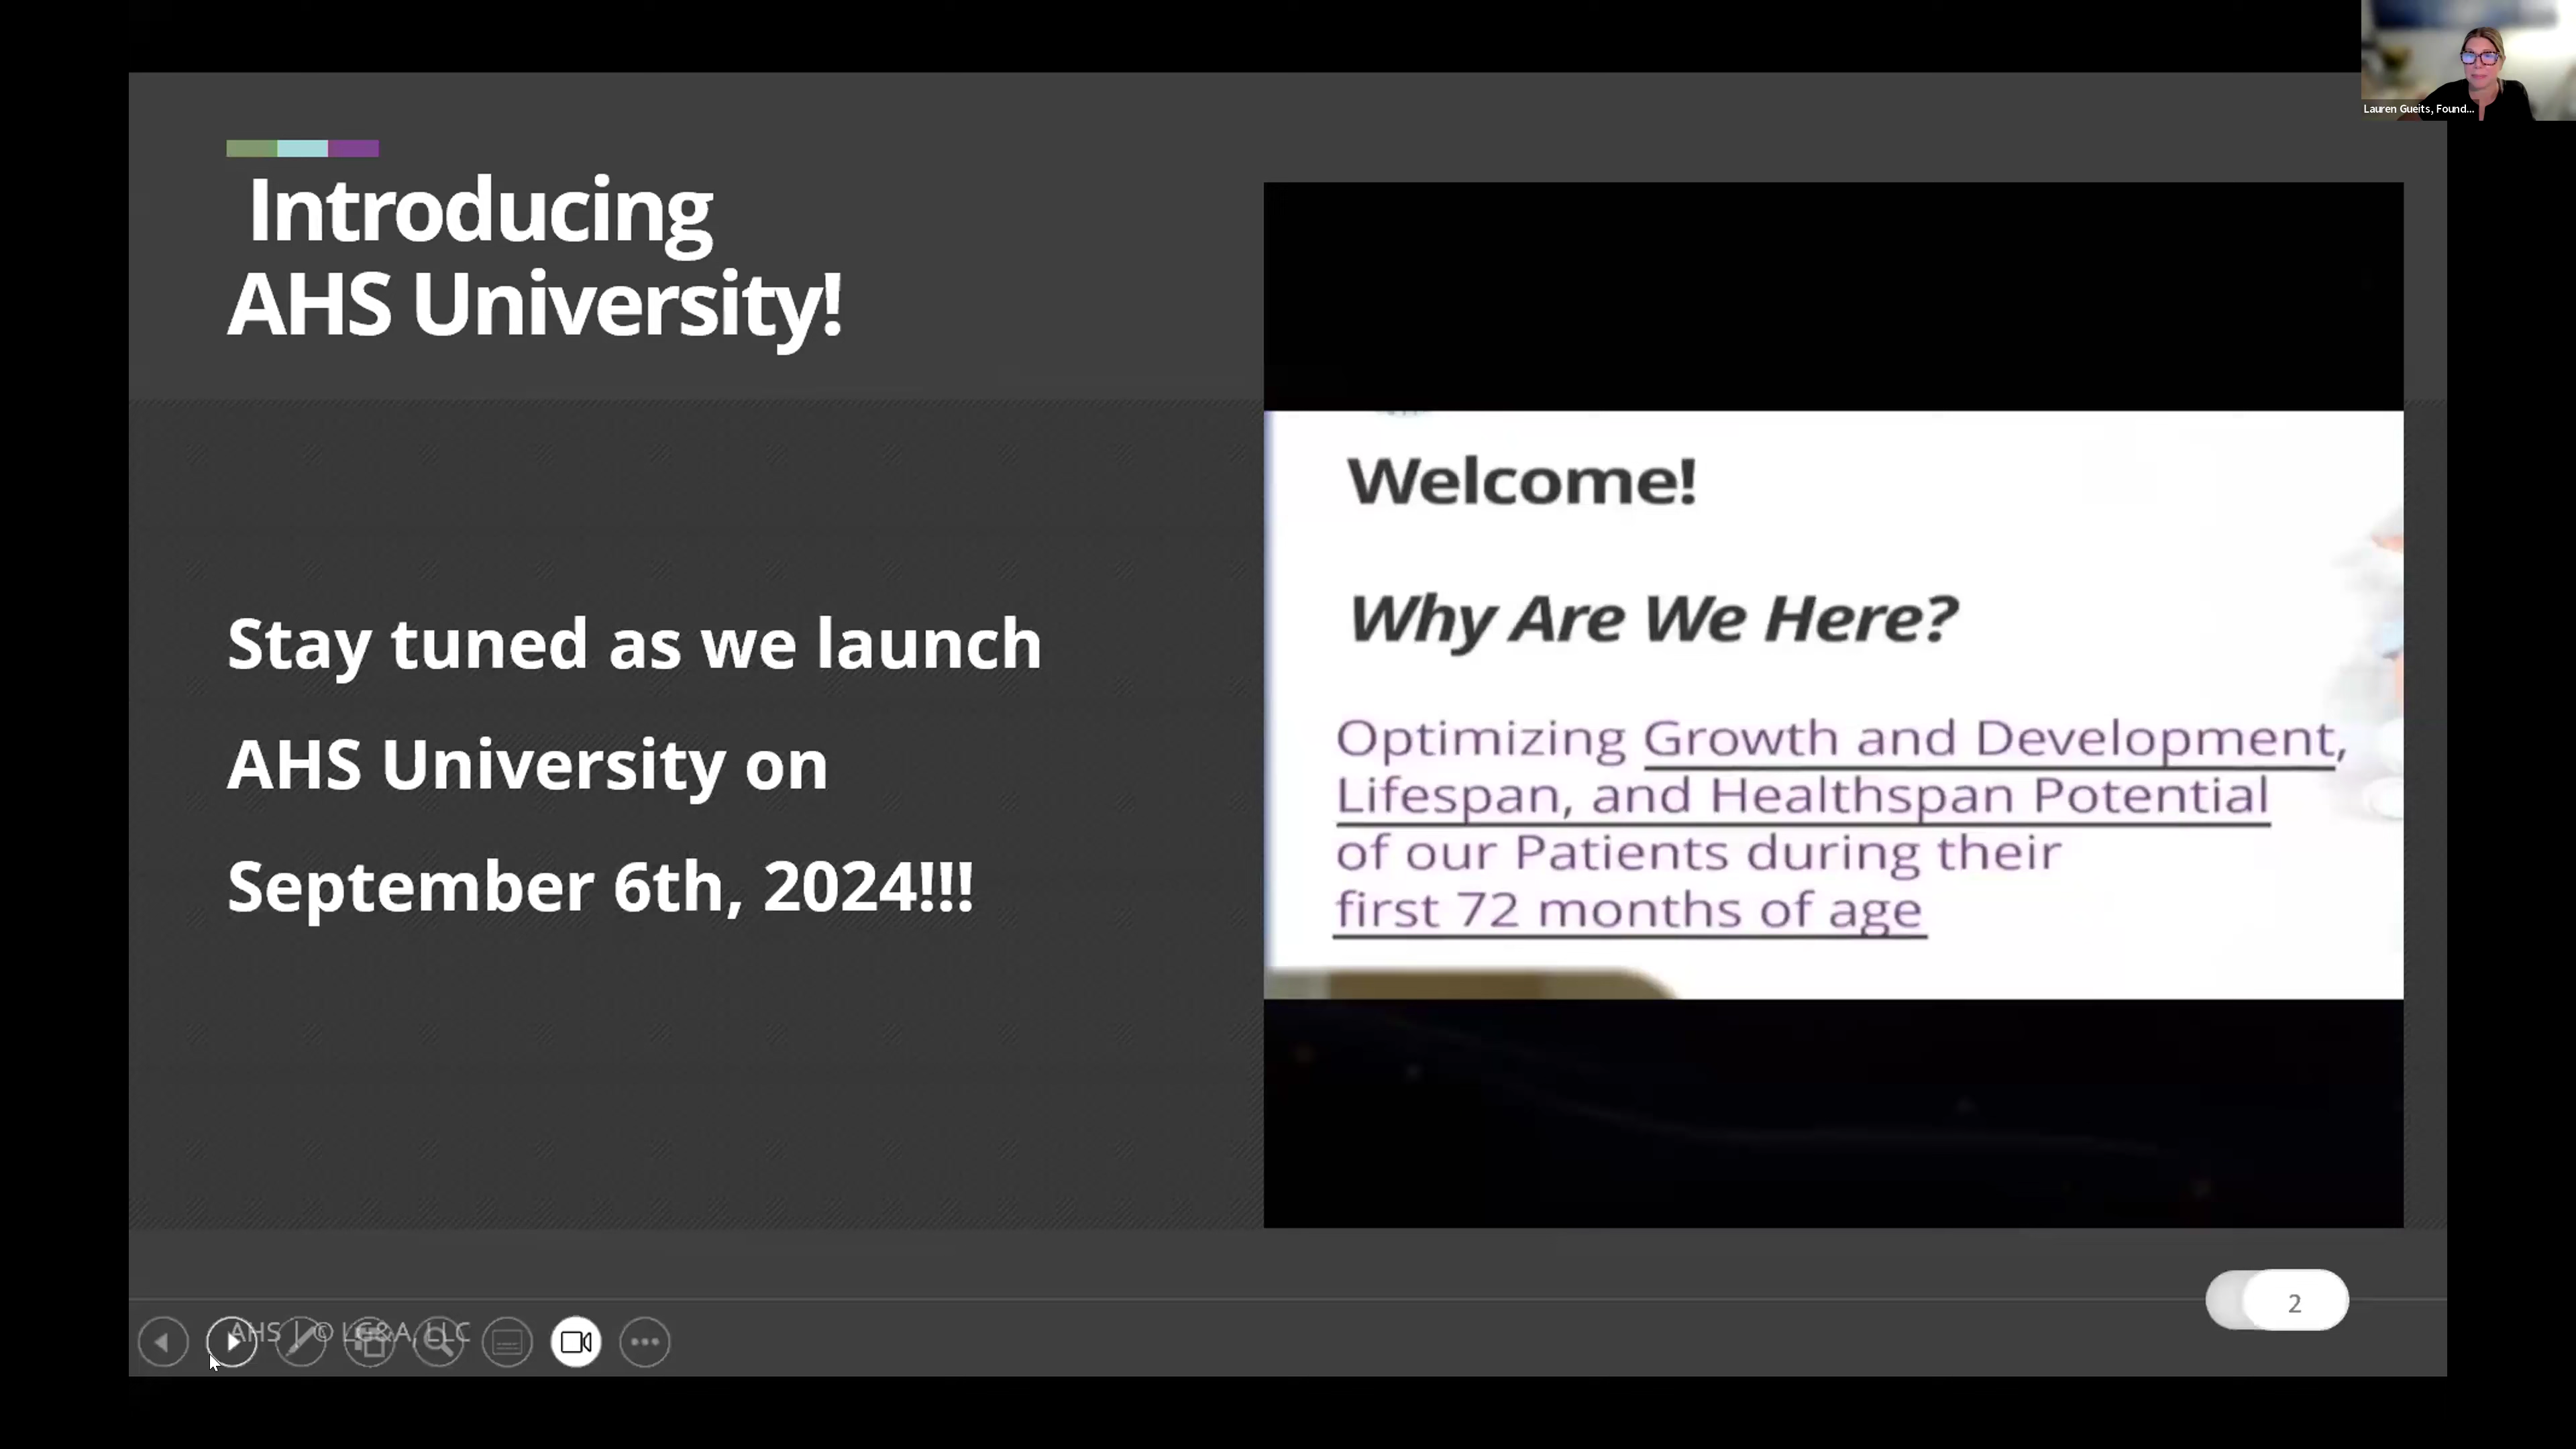 Lauren Gueits, Found...
Introducing
AHS University!
Stay tuned as we launch
AHS University on
September 6th, 2024!!!
Welcome!
Why Are We Here?
Optimizing Growth and Development,
Lifespan, and Healthspan Potential
of our Patients during their
first 72 months of age
AHS | © LG&A, LLC
2